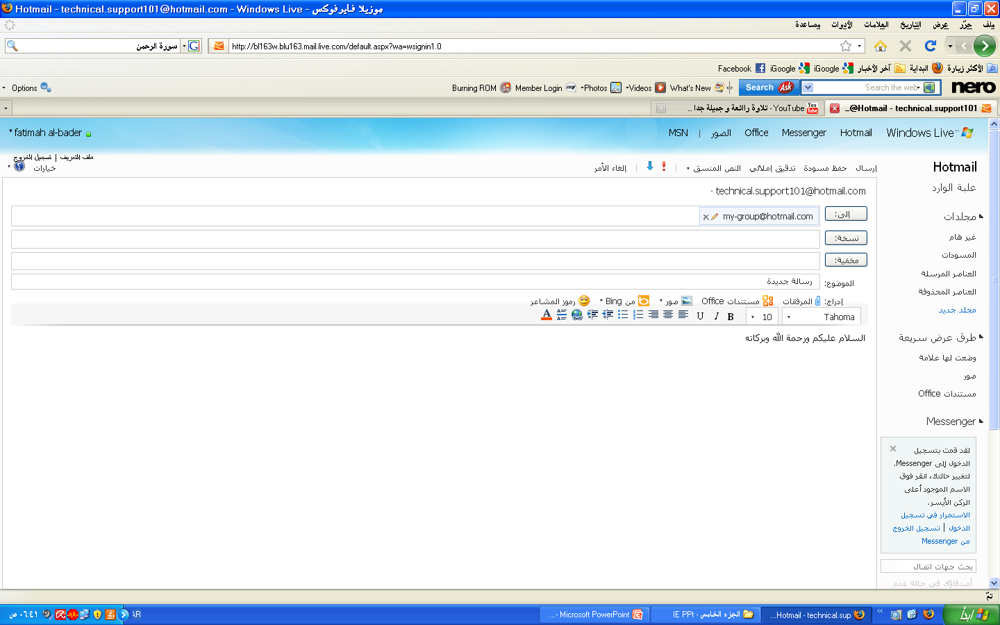 Hotmail - technical.support101@hotmail.com - Windows Live - موزيلا فايرفوكس
ملف حرّر عرض التاريخ العلامات الأدوات مساعدة
http://bl163w.blu163.mail.live.com/default.aspx?wa=wsignin1.0
سورة الرحمن
الأكثر زيارة البداية آخر الأخبار iGoogle iGoogle Facebook
nero Search the web Search Ask What's New Videos Photos Member Login Burning ROM Options
Hotmail - technical.support101@...
YouTube - تلاوة راائعة و جميلة جدا ...
Windows Live™ Hotmail Messenger Office الصور | MSN
fatimah al-bader
ملف التعريف | تسجيل الخروج
Hotmail
إرسال حفظ مسودة تدقيق إملائي النص المنسق إلغاء الأمر
خيارات
علبة الوارد
مجلدات
غير هام
المسودات
العناصر المرسلة
العناصر المحذوفة
مجلد جديد
طرق عرض سريعة
وضعت لها علامة
صور
مستندات Office
Messenger
لقد قمت بتسجيل
الدخول إلى Messenger.
لتغيير حالتك، انقر فوق
الاسم الموجود أعلى
الركن الأيسر.
الاستمرار في تسجيل
الدخول | تسجيل الخروج
من Messenger
بحث جهات اتصال
أصدقاؤك في حالة عدم
technical.support101@hotmail.com
إلى: my-group@hotmail.com
نسخة:
مخفية:
الموضوع: رسالة جديدة
إدراج: المرفقات مستندات Office صور من Bing رموز المشاعر
Tahoma 10 B I U A
السلام عليكم ورحمة الله وبركاته
تمّ
ابدأ
Hotmail - technical.sup...
الجزء الخامس - IE PPt
Microsoft PowerPoint - ...
AR
٠٦:٤١ ص